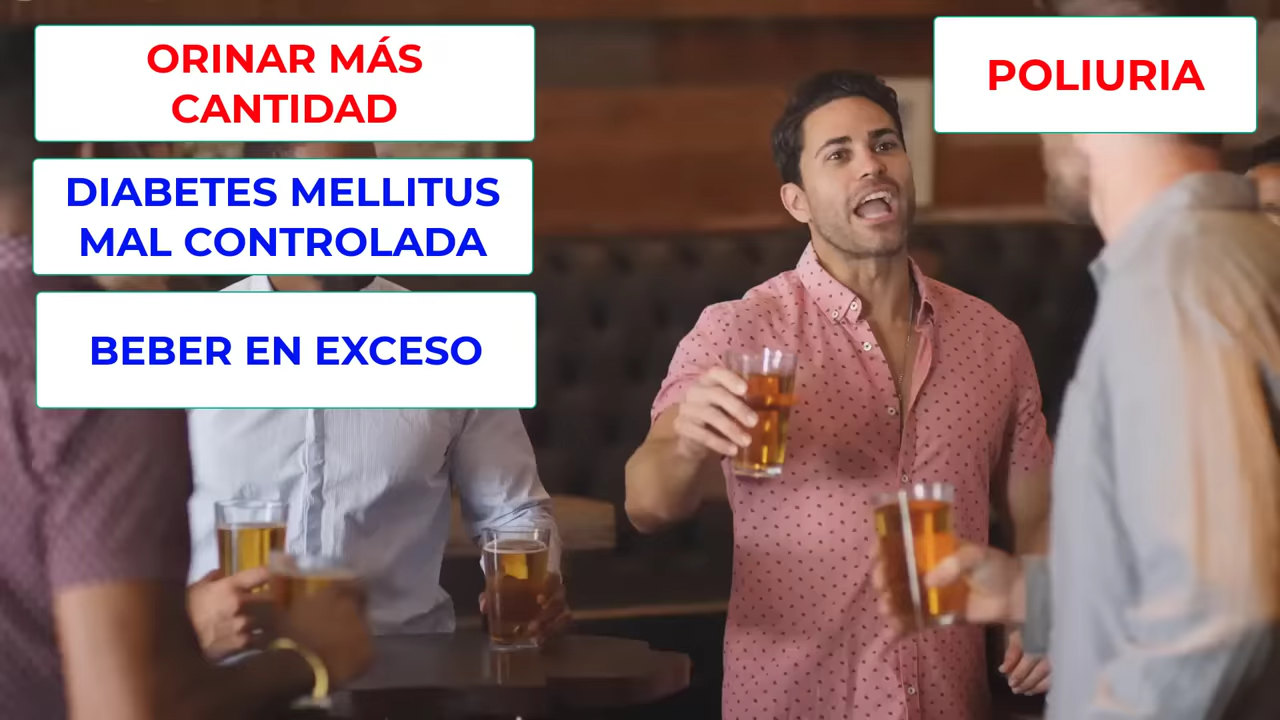 ORINAR MÁS
CANTIDAD
DIABETES MELLITUS
MAL CONTROLADA
BEBER EN EXCESO
POLIURIA